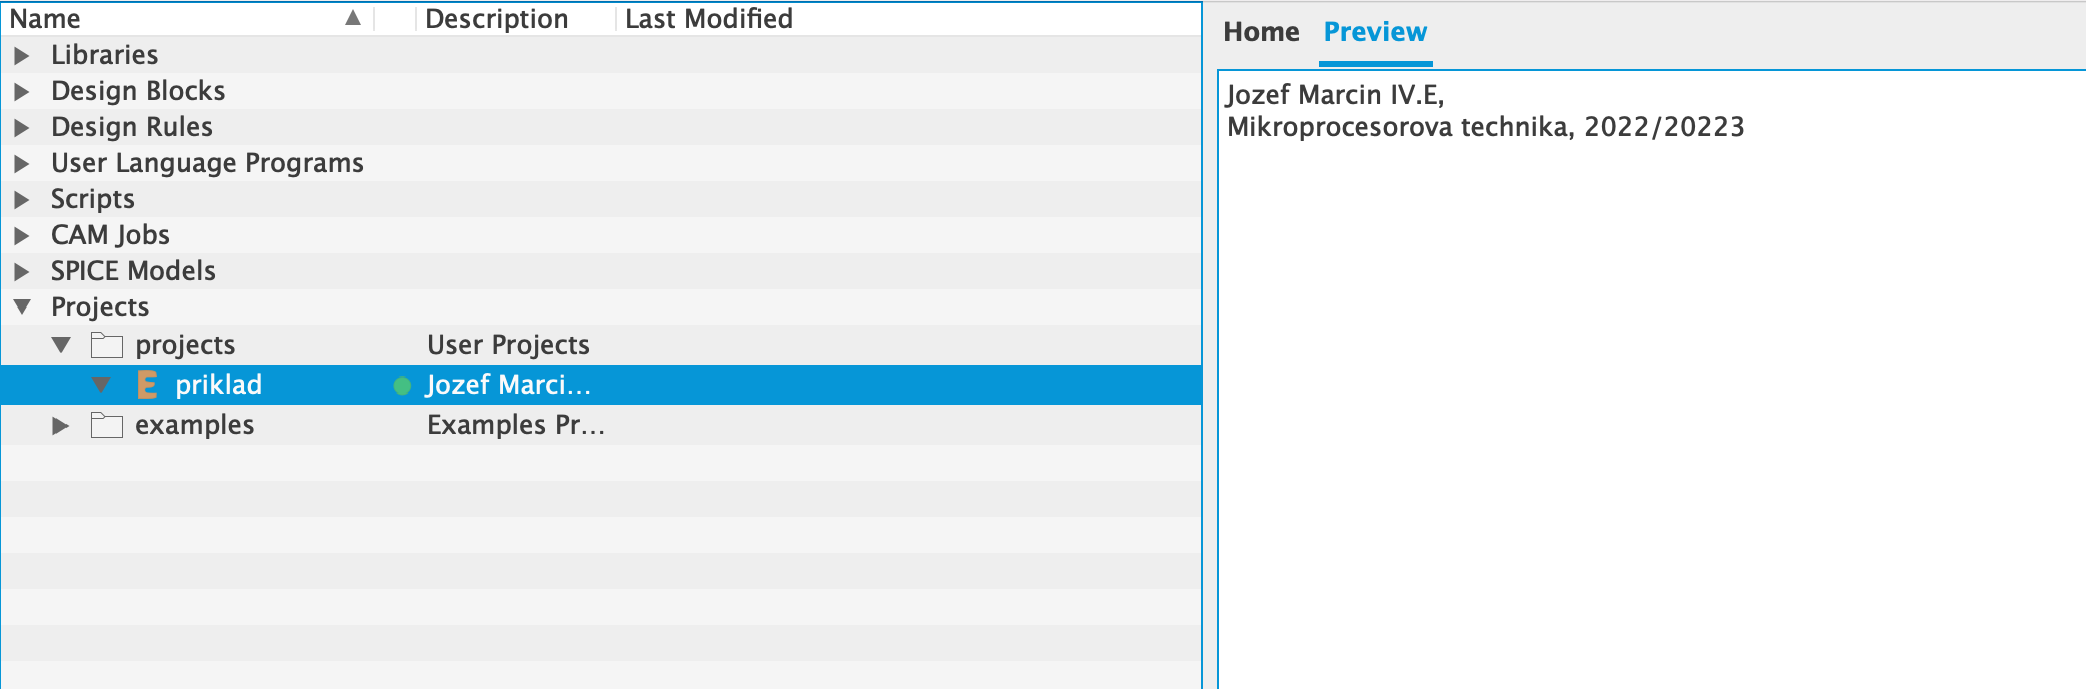 Name Description Last Modified
Libraries
Design Blocks
Design Rules
User Language Programs
Scripts
CAM Jobs
SPICE Models
Projects
projects User Projects
priklad Jozef Marci...
examples Examples Pr...
Home Preview
Jozef Marcin IV.E,
Mikroprocesorova technika, 2022/20223